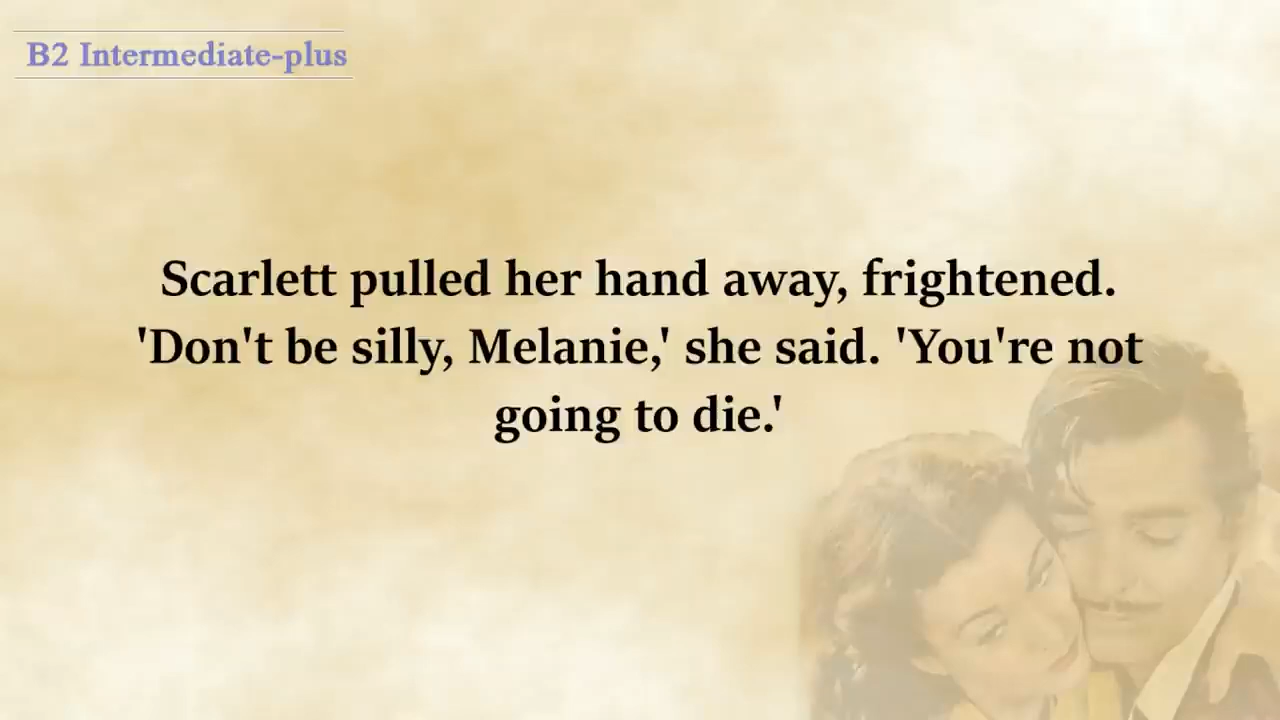 B2 Intermediate-plus
Scarlett pulled her hand away, frightened.
'Don't be silly, Melanie,' she said. 'You're not
going to die.'